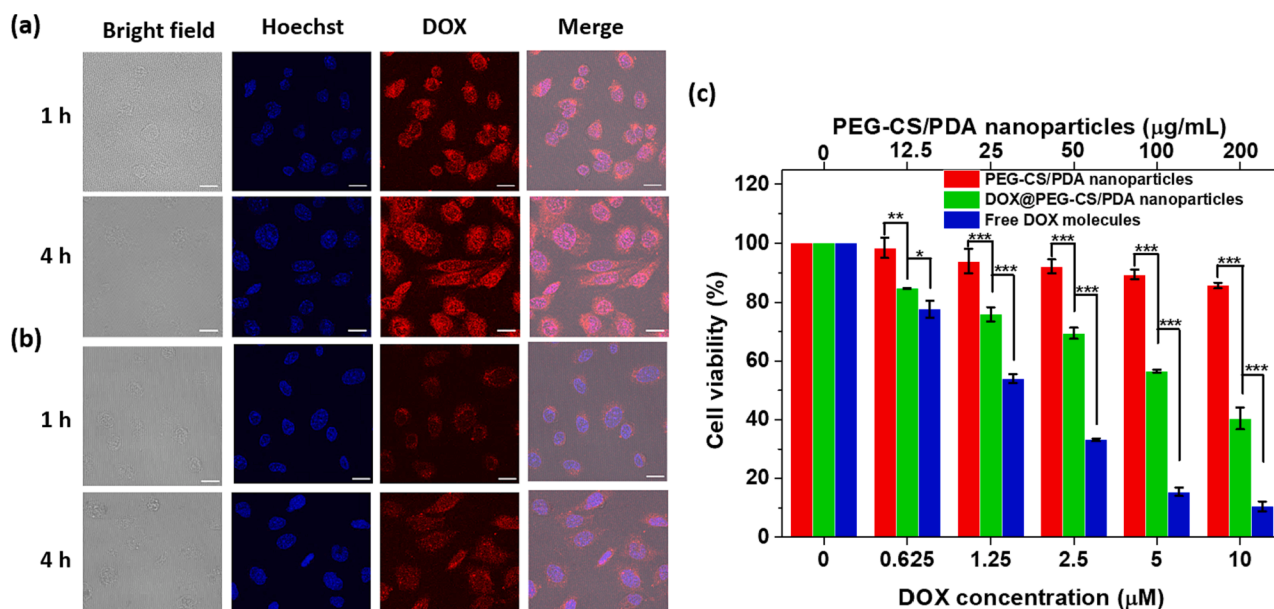 (a)
Bright field Hoechst DOX Merge
1 h
4 h
(b)
1 h
4 h
(c)
PEG-CS/PDA nanoparticles (μg/mL)
0 12.5 25 50 100 200
PEG-CS/PDA nanoparticles
DOX@PEG-CS/PDA nanoparticles
Free DOX molecules
Cell viability (%)
120
100
80
60
40
20
0
** * *** *** *** *** *** *** *** ***
0 0.625 1.25 2.5 5 10
DOX concentration (μM)